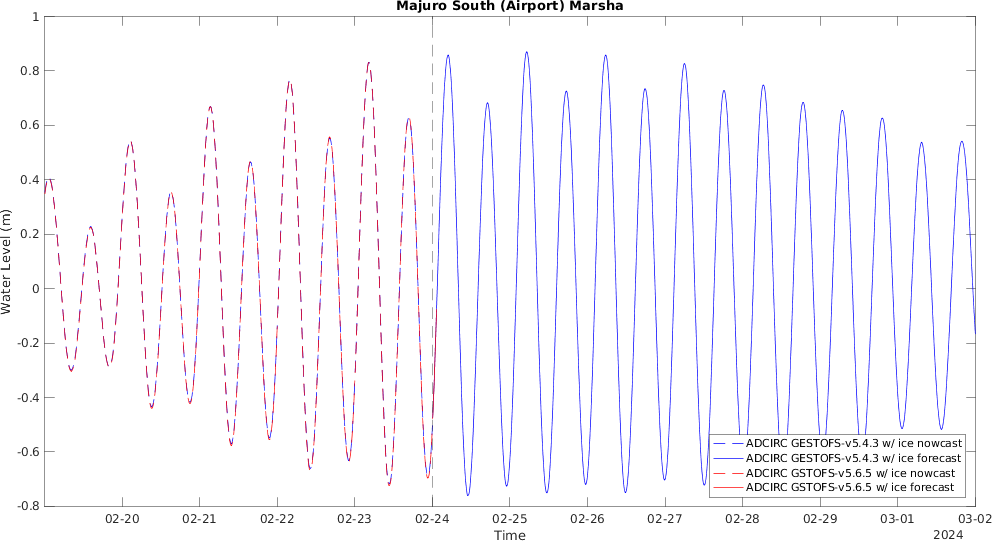 Majuro South (Airport) Marsha
Water Level (m)
1
0.8
0.6
0.4
0.2
0
-0.2
-0.4
-0.6
-0.8
02-20 02-21 02-22 02-23 02-24 02-25 02-26 02-27 02-28 02-29 03-01 03-02
Time
2024
ADCIRC GESTOFS-v5.4.3 w/ ice nowcast
ADCIRC GESTOFS-v5.4.3 w/ ice forecast
ADCIRC GSTOFS-v5.6.5 w/ ice nowcast
ADCIRC GSTOFS-v5.6.5 w/ ice forecast